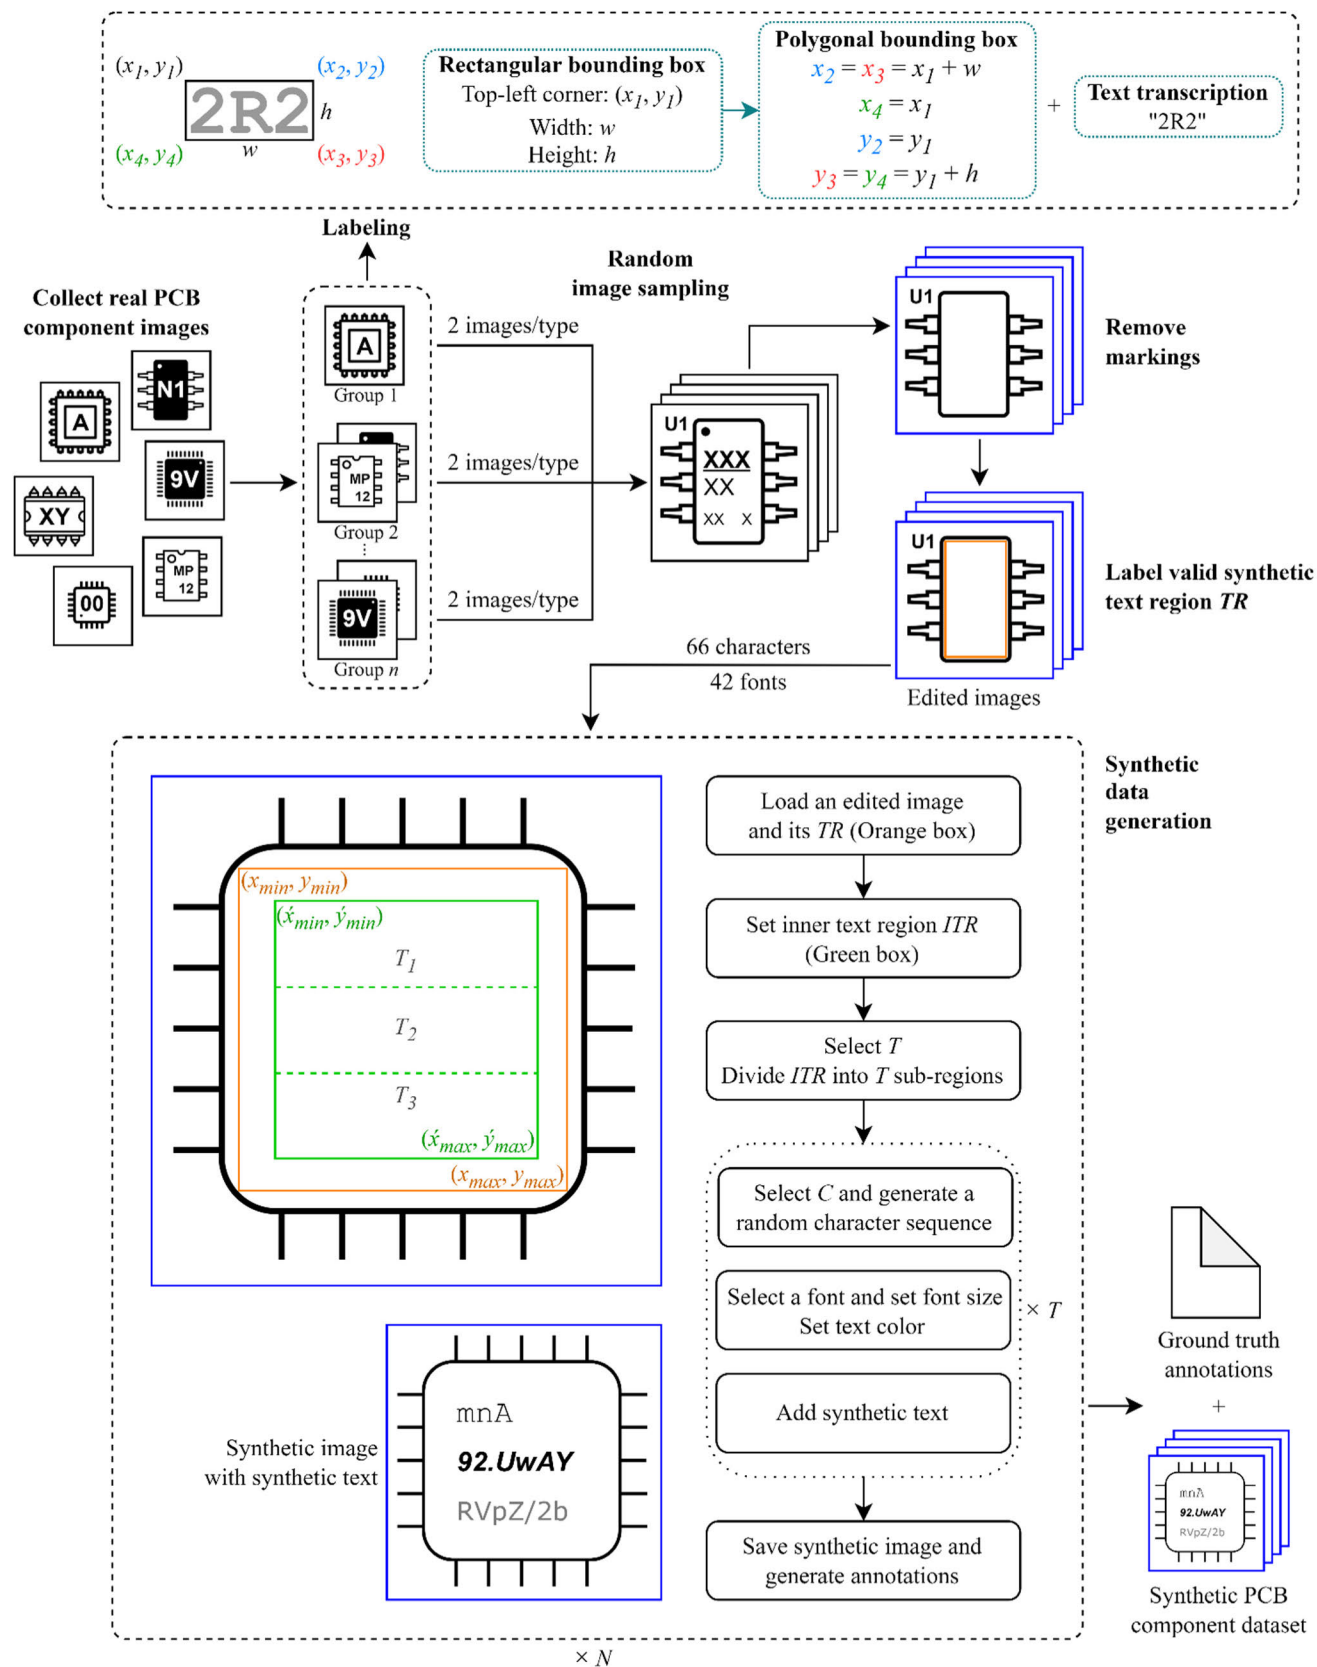 (x1, y1)
(x2, y2)
2R2
h
w
(x4, y4)
(x3, y3)
Rectangular bounding box
Top-left corner: (x1, y1)
Width: w
Height: h
Polygonal bounding box
x2 = x3 = x1 + w
x4 = x1
y2 = y1
y3 = y4 = y1 + h
+
Text transcription
"2R2"
Labeling
Collect real PCB
component images
N1
A
9V
XY
MP
12
00
A
Group 1
MP
12
Group 2
9V
Group n
2 images/type
2 images/type
2 images/type
Random
image sampling
U1
XXX
XX
XX X
U1
Remove
markings
U1
Label valid synthetic
text region TR
Edited images
66 characters
42 fonts
Synthetic
data
generation
(xmin, ymin)
(x́min, ýmin)
T1
T2
T3
(x́max, ýmax)
(xmax, ymax)
Load an edited image
and its TR (Orange box)
Set inner text region ITR
(Green box)
Select T
Divide ITR into T sub-regions
Select C and generate a
random character sequence
Select a font and set font size
Set text color
× T
Add synthetic text
Save synthetic image and
generate annotations
Synthetic image
with synthetic text
mnA
92.UwAY
RVpZ/2b
× N
Ground truth
annotations
+
mnA
92.UwAY
RVpZ/2b
Synthetic PCB
component dataset